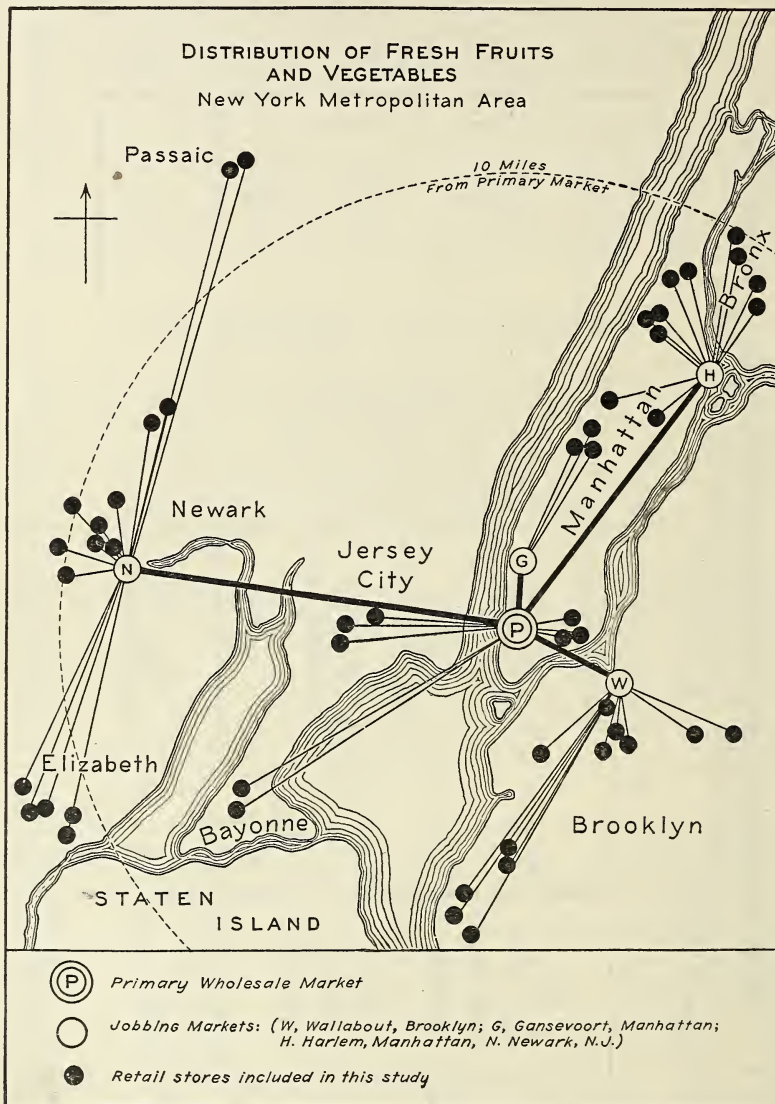 DISTRIBUTION OF FRESH FRUITS
AND VEGETABLES
New York Metropolitan Area
Passaic
10 Miles
From Primary Market
Bronx
H
Manhattan
Newark
G
Jersey
City
N
P
W
Elizabeth
Bayonne
Brooklyn
STATEN
ISLAND
P Primary Wholesale Market
Jobbing Markets: (W, Wallabout, Brooklyn; G, Gansevoort, Manhattan;
H. Harlem, Manhattan, N. Newark, N.J.)
Retail stores included in this study